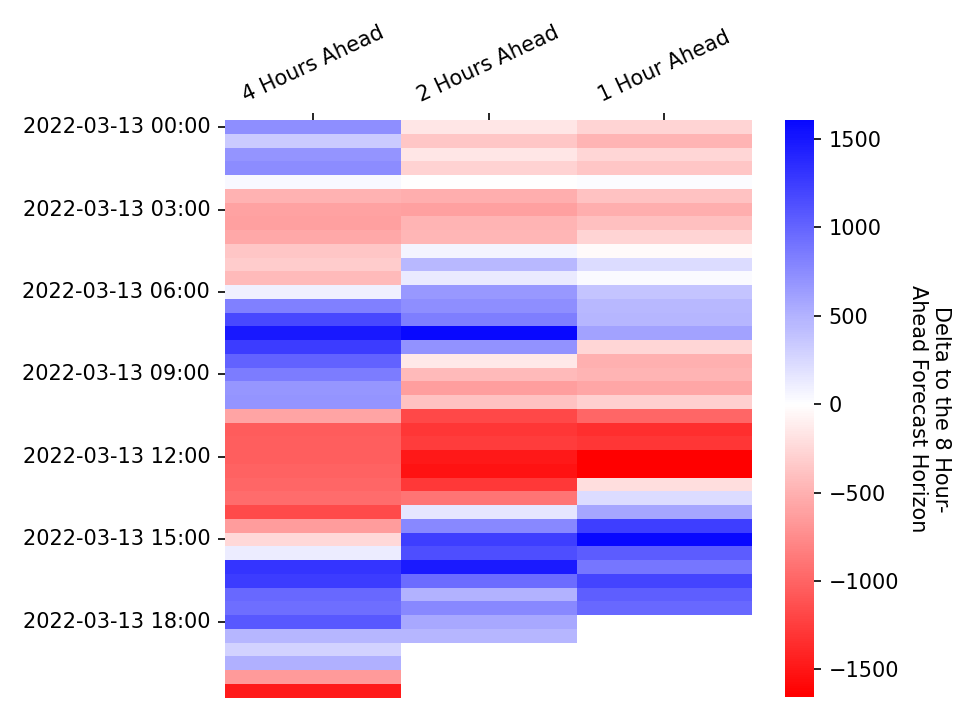 4 Hours Ahead
2 Hours Ahead
1 Hour Ahead
2022-03-13 00:00
2022-03-13 03:00
2022-03-13 06:00
2022-03-13 09:00
2022-03-13 12:00
2022-03-13 15:00
2022-03-13 18:00
1500
1000
500
0
−500
−1000
−1500
Delta to the 8 Hour-
Ahead Forecast Horizon